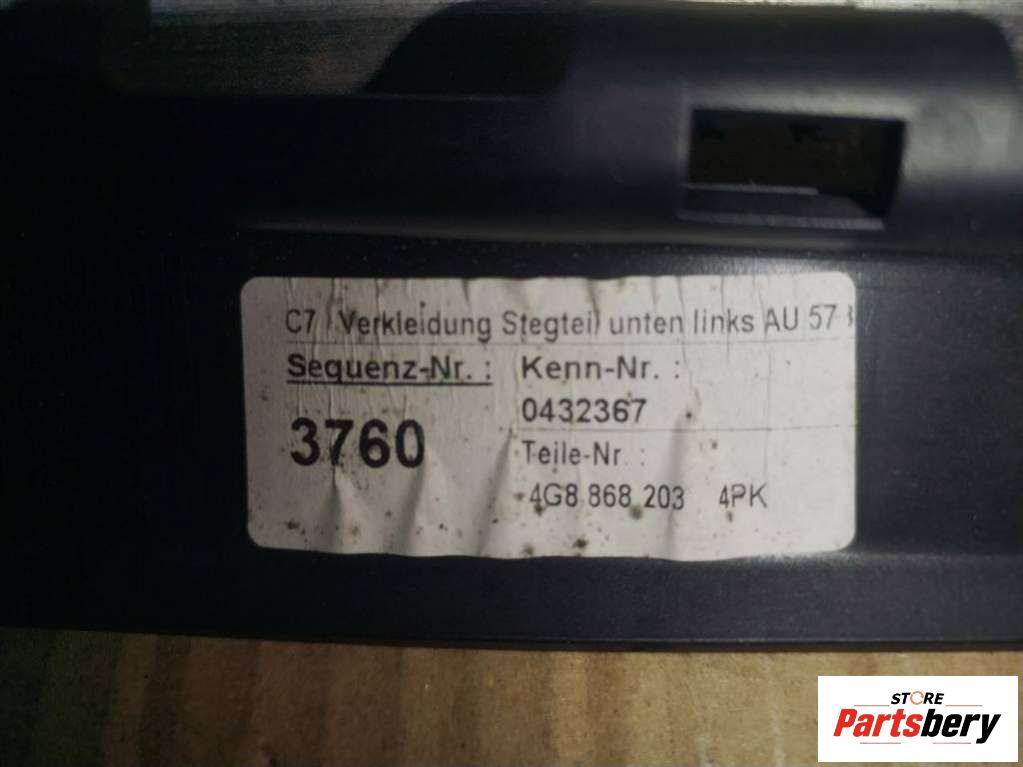 C7 / Verkleidung Stegteil unten links AU 57
Sequenz-Nr. : Kenn-Nr. :
0432367
3760
Teile-Nr. :
4G8 868 203 4PK
STORE
Partsbery